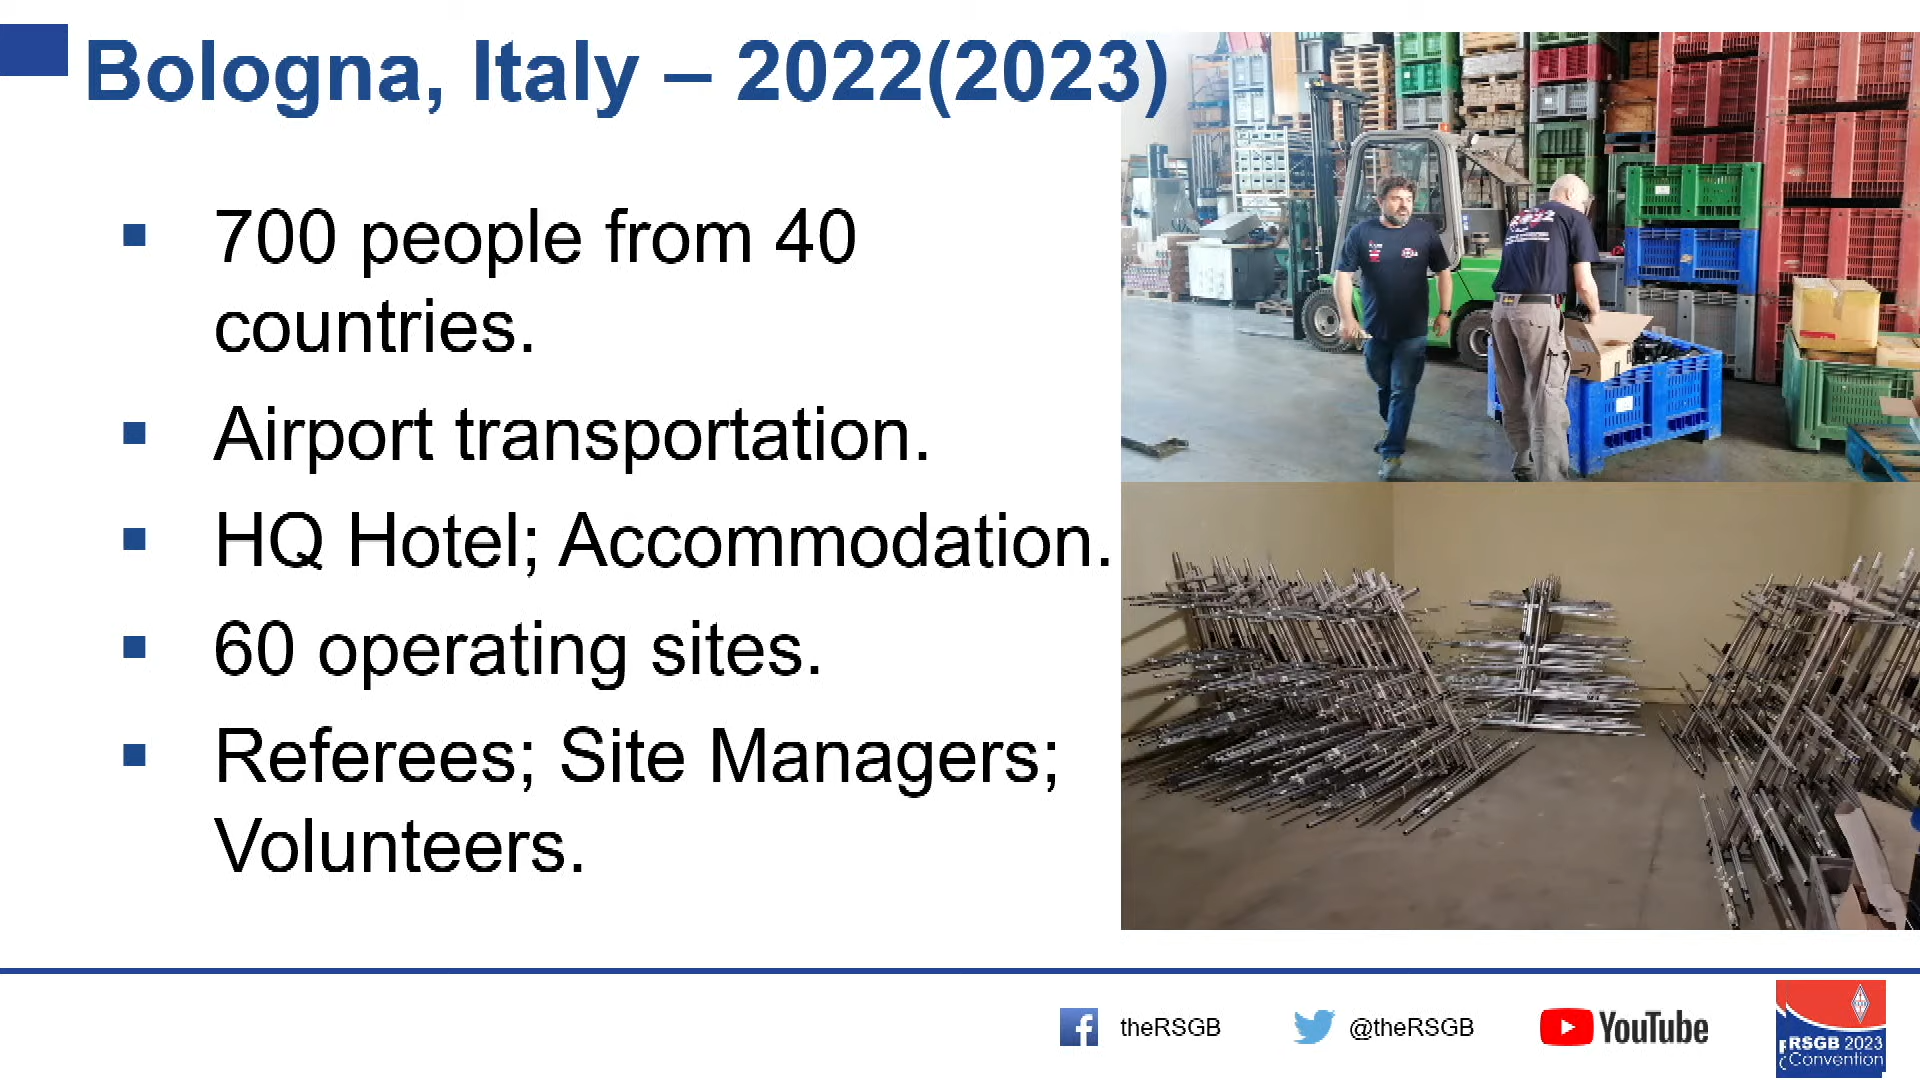 Bologna, Italy – 2022(2023)
700 people from 40
countries.
Airport transportation.
HQ Hotel; Accommodation.
60 operating sites.
Referees; Site Managers;
Volunteers.
theRSGB
@theRSGB
YouTube
RSGB 2023
Convention